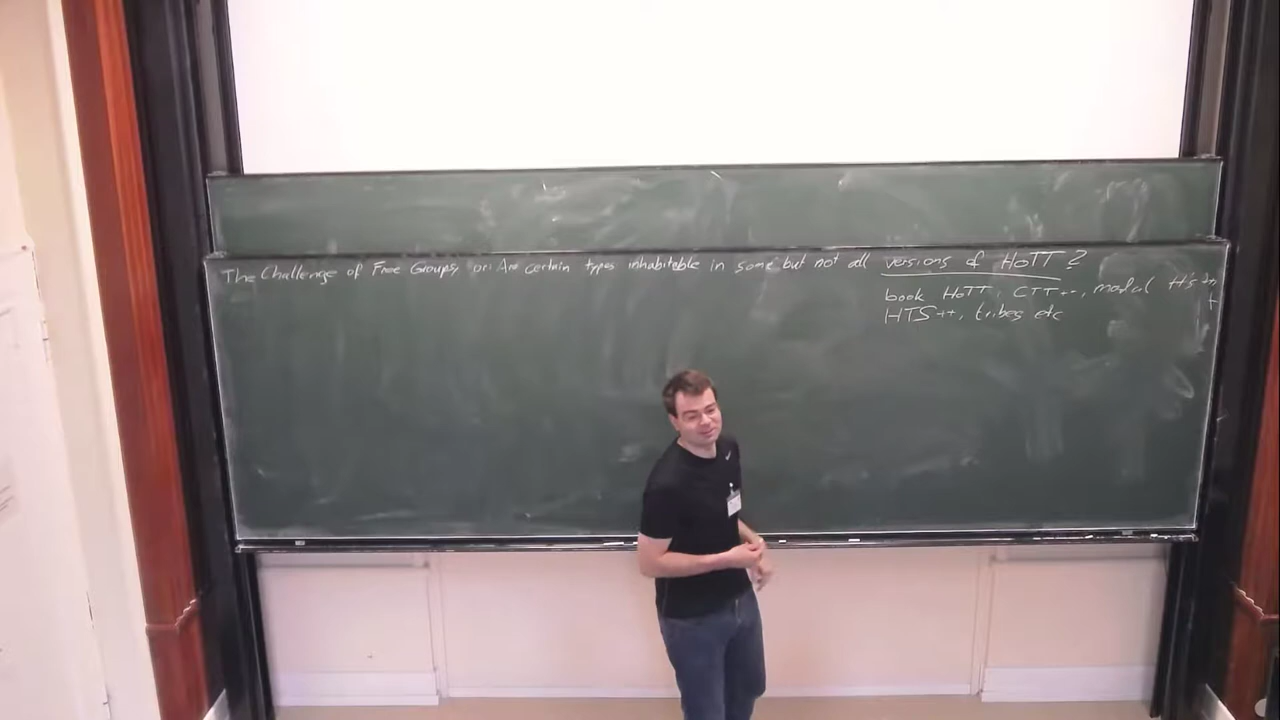 The Challenge of Free Groups, or: Are certain types inhabitable in some but not all versions of HoTT?
book HoTT, CTT++, modal
HTS++, tribes etc